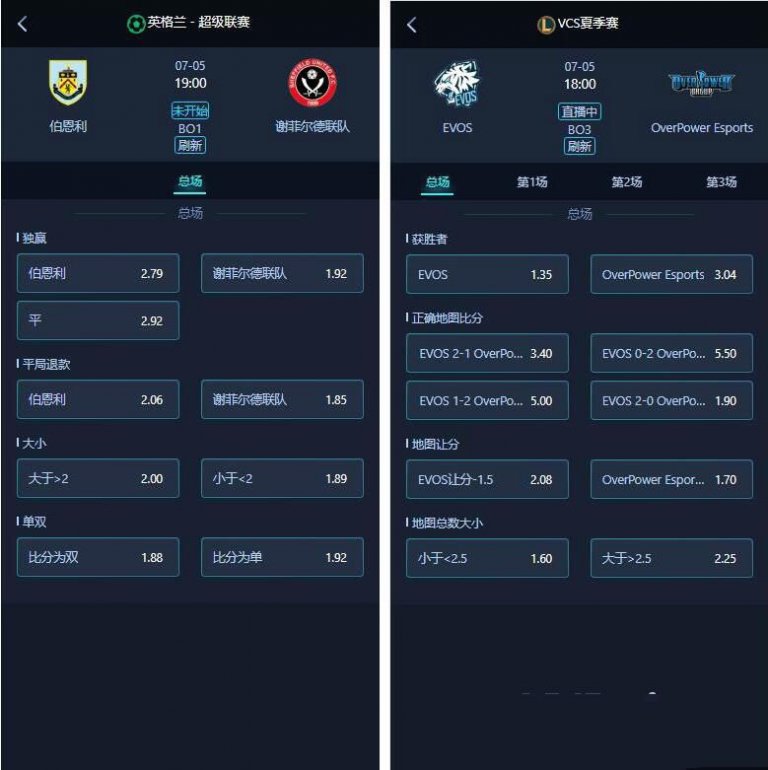 英格兰 - 超级联赛
07-05
19:00
未开始
BO1
刷新
伯恩利
谢菲尔德联队
总场
总场
独赢
伯恩利 2.79
谢菲尔德联队 1.92
平 2.92
平局退款
伯恩利 2.06
谢菲尔德联队 1.85
大小
大于>2 2.00
小于<2 1.89
单双
比分为双 1.88
比分为单 1.92
VCS夏季赛
07-05
18:00
直播中
BO3
刷新
EVOS
EVOS
OVERPOWER
OverPower Esports
总场 第1场 第2场 第3场
总场
获胜者
EVOS 1.35
OverPower Esports 3.04
正确地图比分
EVOS 2-1 OverPo... 3.40
EVOS 0-2 OverPo... 5.50
EVOS 1-2 OverPo... 5.00
EVOS 2-0 OverPo... 1.90
地图让分
EVOS让分-1.5 2.08
OverPower Espor... 1.70
地图总数大小
小于<2.5 1.60
大于>2.5 2.25